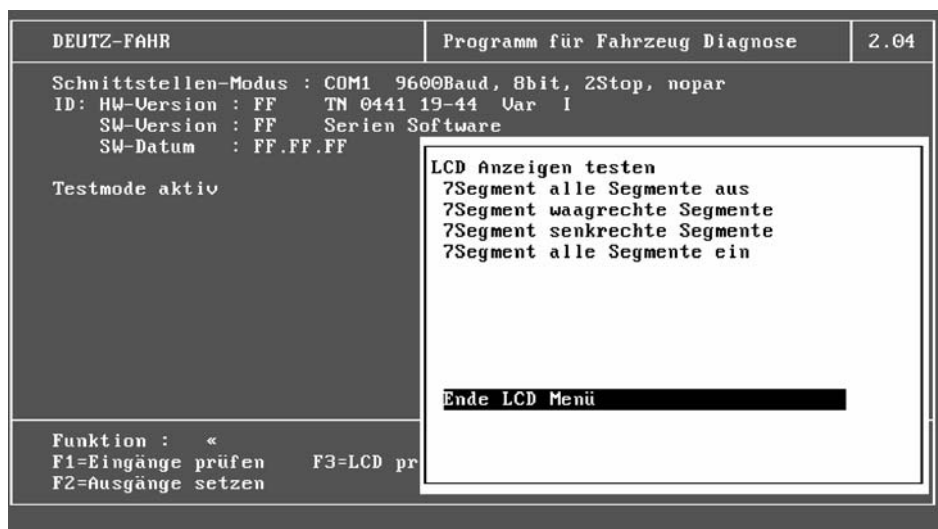 DEUTZ-FAHR Programm für Fahrzeug Diagnose 2.04
Schnittstellen-Modus : COM1 9600Baud, 8bit, 2Stop, nopar
ID: HW-Version : FF TN 0441 19-44 Var I
SW-Version : FF Serien Software
SW-Datum : FF.FF.FF
Testmode aktiv
LCD Anzeigen testen
7Segment alle Segmente aus
7Segment waagrechte Segmente
7Segment senkrechte Segmente
7Segment alle Segmente ein
Ende LCD Menü
Funktion : «
F1=Eingänge prüfen F3=LCD pr
F2=Ausgänge setzen